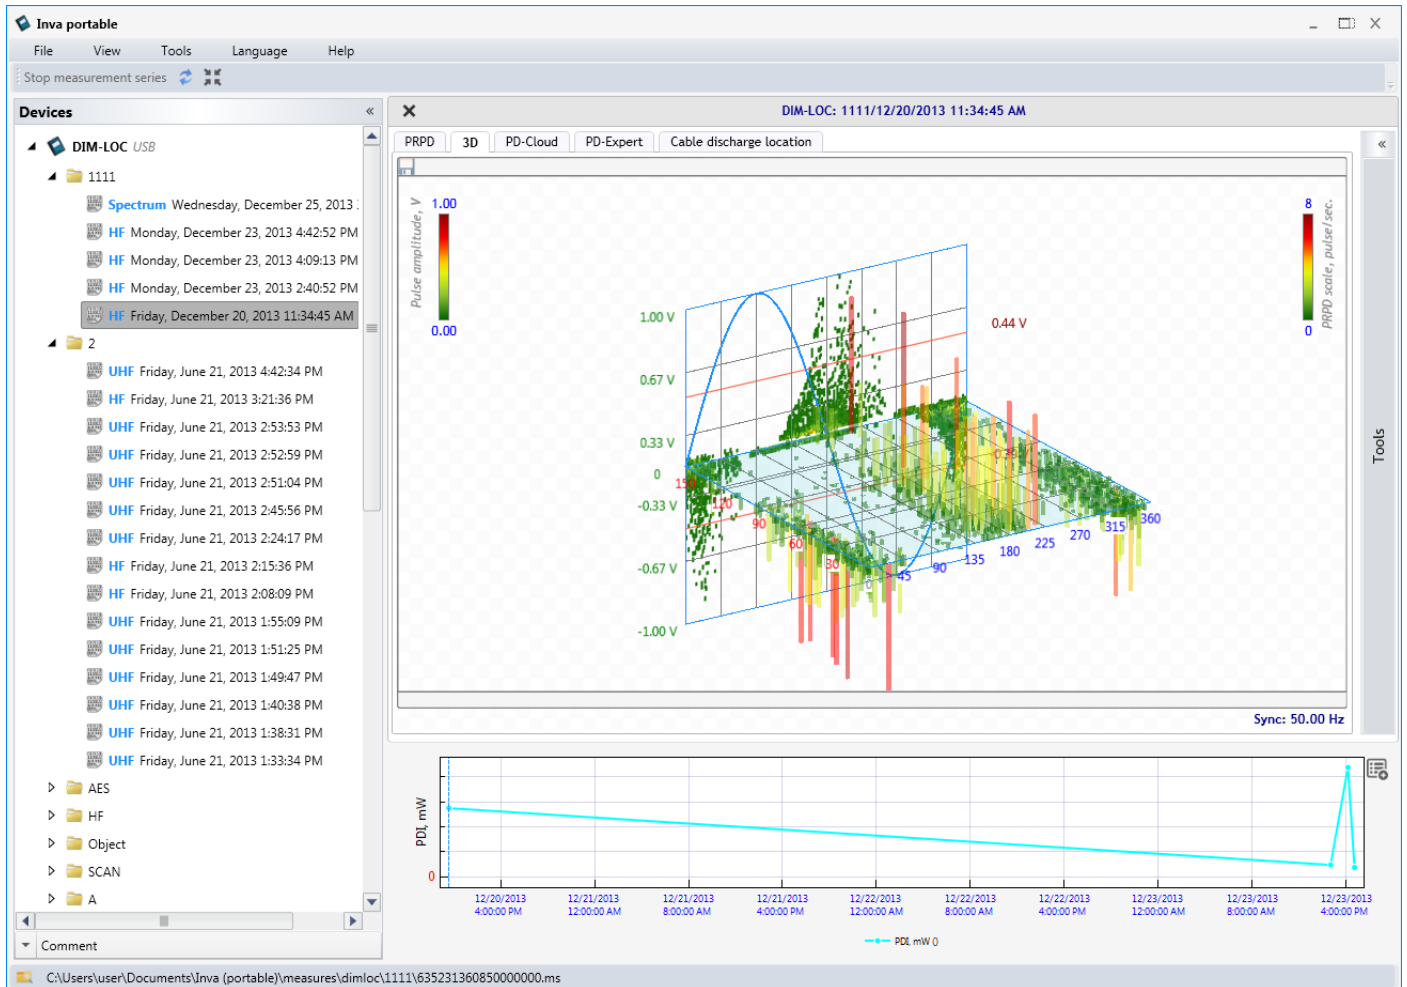 Inva portable
File View Tools Language Help
Stop measurement series
Devices
DIM-LOC USB
1111
Spectrum Wednesday, December 25, 2013
HF Monday, December 23, 2013 4:42:52 PM
HF Monday, December 23, 2013 4:09:13 PM
HF Monday, December 23, 2013 2:40:52 PM
HF Friday, December 20, 2013 11:34:45 AM
2
UHF Friday, June 21, 2013 4:42:34 PM
HF Friday, June 21, 2013 3:21:36 PM
UHF Friday, June 21, 2013 2:53:53 PM
UHF Friday, June 21, 2013 2:52:59 PM
UHF Friday, June 21, 2013 2:51:04 PM
UHF Friday, June 21, 2013 2:45:56 PM
UHF Friday, June 21, 2013 2:24:17 PM
HF Friday, June 21, 2013 2:15:36 PM
HF Friday, June 21, 2013 2:08:09 PM
UHF Friday, June 21, 2013 1:55:09 PM
UHF Friday, June 21, 2013 1:51:25 PM
UHF Friday, June 21, 2013 1:49:47 PM
UHF Friday, June 21, 2013 1:40:38 PM
UHF Friday, June 21, 2013 1:38:31 PM
UHF Friday, June 21, 2013 1:33:34 PM
AES
HF
Object
SCAN
A
Comment
DIM-LOC: 1111/12/20/2013 11:34:45 AM
PRPD 3D PD-Cloud PD-Expert Cable discharge location
Pulse amplitude, V
1.00
0.00
8
0
PRPD scale, pulse/sec.
1.00 V
0.67 V
0.33 V
0
-0.33 V
-0.67 V
-1.00 V
0.44 V
150
120
90
60
30
0
45
90
135
180
225
270
315
360
Tools
Sync: 50.00 Hz
PDI, mW
0
12/20/2013 12/21/2013 12/21/2013 12/21/2013 12/22/2013 12/22/2013 12/22/2013 12/23/2013 12/23/2013 12/23/2013
4:00:00 PM 12:00:00 AM 8:00:00 AM 4:00:00 PM 12:00:00 AM 8:00:00 AM 4:00:00 PM 12:00:00 AM 8:00:00 AM 4:00:00 PM
PDI, mW ()
C:\Users\user\Documents\Inva (portable)\measures\dimloc\1111\635231360850000000.ms